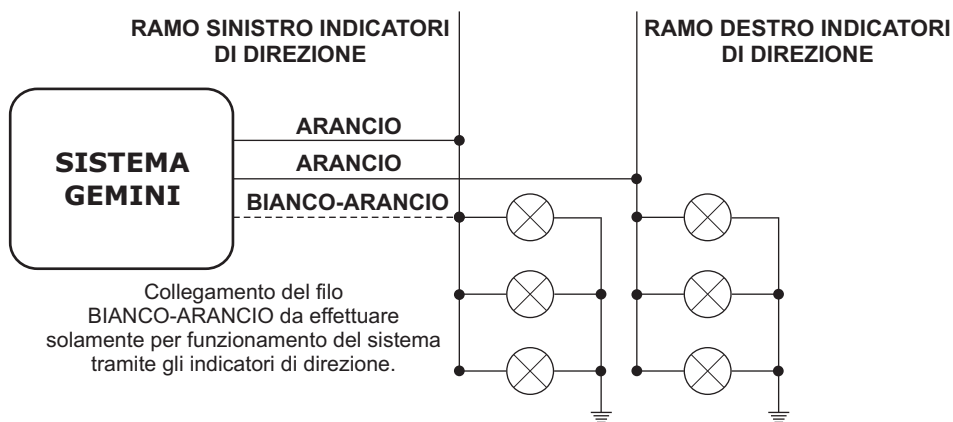 RAMO SINISTRO INDICATORI
DI DIREZIONE
RAMO DESTRO INDICATORI
DI DIREZIONE
SISTEMA
GEMINI
ARANCIO
ARANCIO
BIANCO-ARANCIO
Collegamento del filo
BIANCO-ARANCIO da effettuare
solamente per funzionamento del sistema
tramite gli indicatori di direzione.